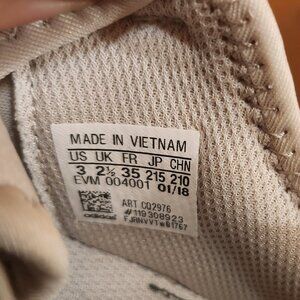 MADE IN VIETNAM
US UK FR JP CHN
3 2½ 35 215 210
EVM 004001 01/18
ART CQ2976
#119308923
adidas